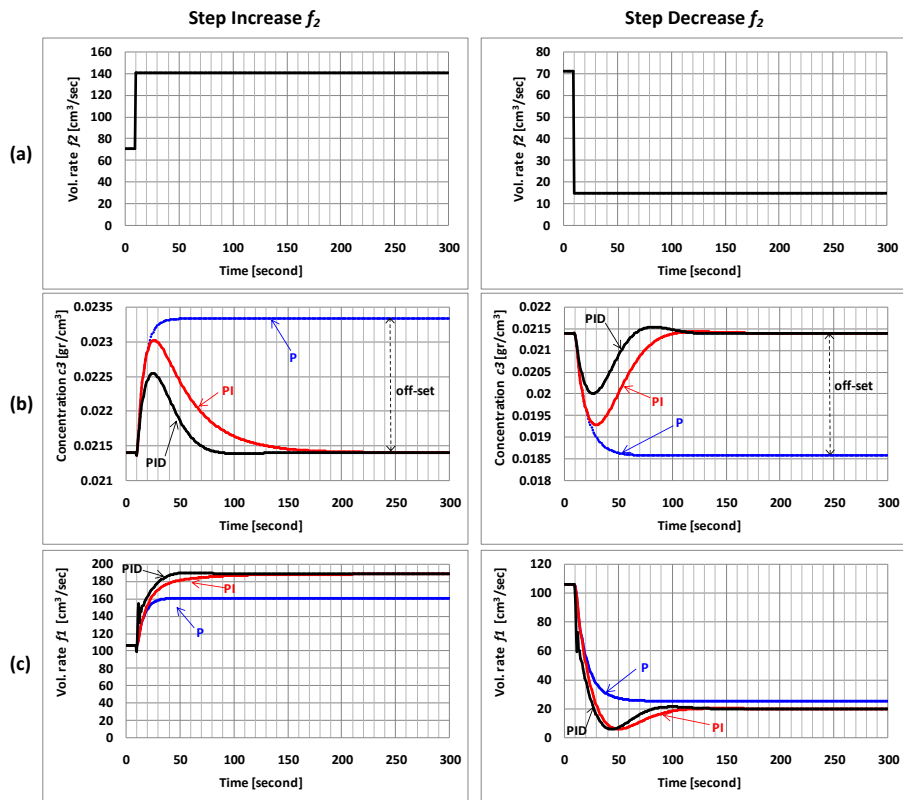 Step Increase f2
Step Decrease f2
(a)
Vol. rate f2 [cm3/sec]
160
140
120
100
80
60
40
20
0
0 50 100 150 200 250 300
Time [second]
Vol. rate f2 [cm3/sec]
80
70
60
50
40
30
20
10
0
0 50 100 150 200 250 300
Time [second]
(b)
Concentration c3 [gr/cm3]
0.0235
0.023
0.0225
0.022
0.0215
0.021
P
PI
PID
off-set
0 50 100 150 200 250 300
Time [second]
Concentration c3 [gr/cm3]
0.022
0.0215
0.021
0.0205
0.02
0.0195
0.019
0.0185
0.018
PID
PI
P
off-set
0 50 100 150 200 250 300
Time [second]
(c)
Vol. rate f1 [cm3/sec]
200
180
160
140
120
100
80
60
40
20
0
PID
PI
P
0 50 100 150 200 250 300
Time [second]
Vol. rate f1 [cm3/sec]
120
100
80
60
40
20
0
P
PID
PI
0 50 100 150 200 250 300
Time [second]